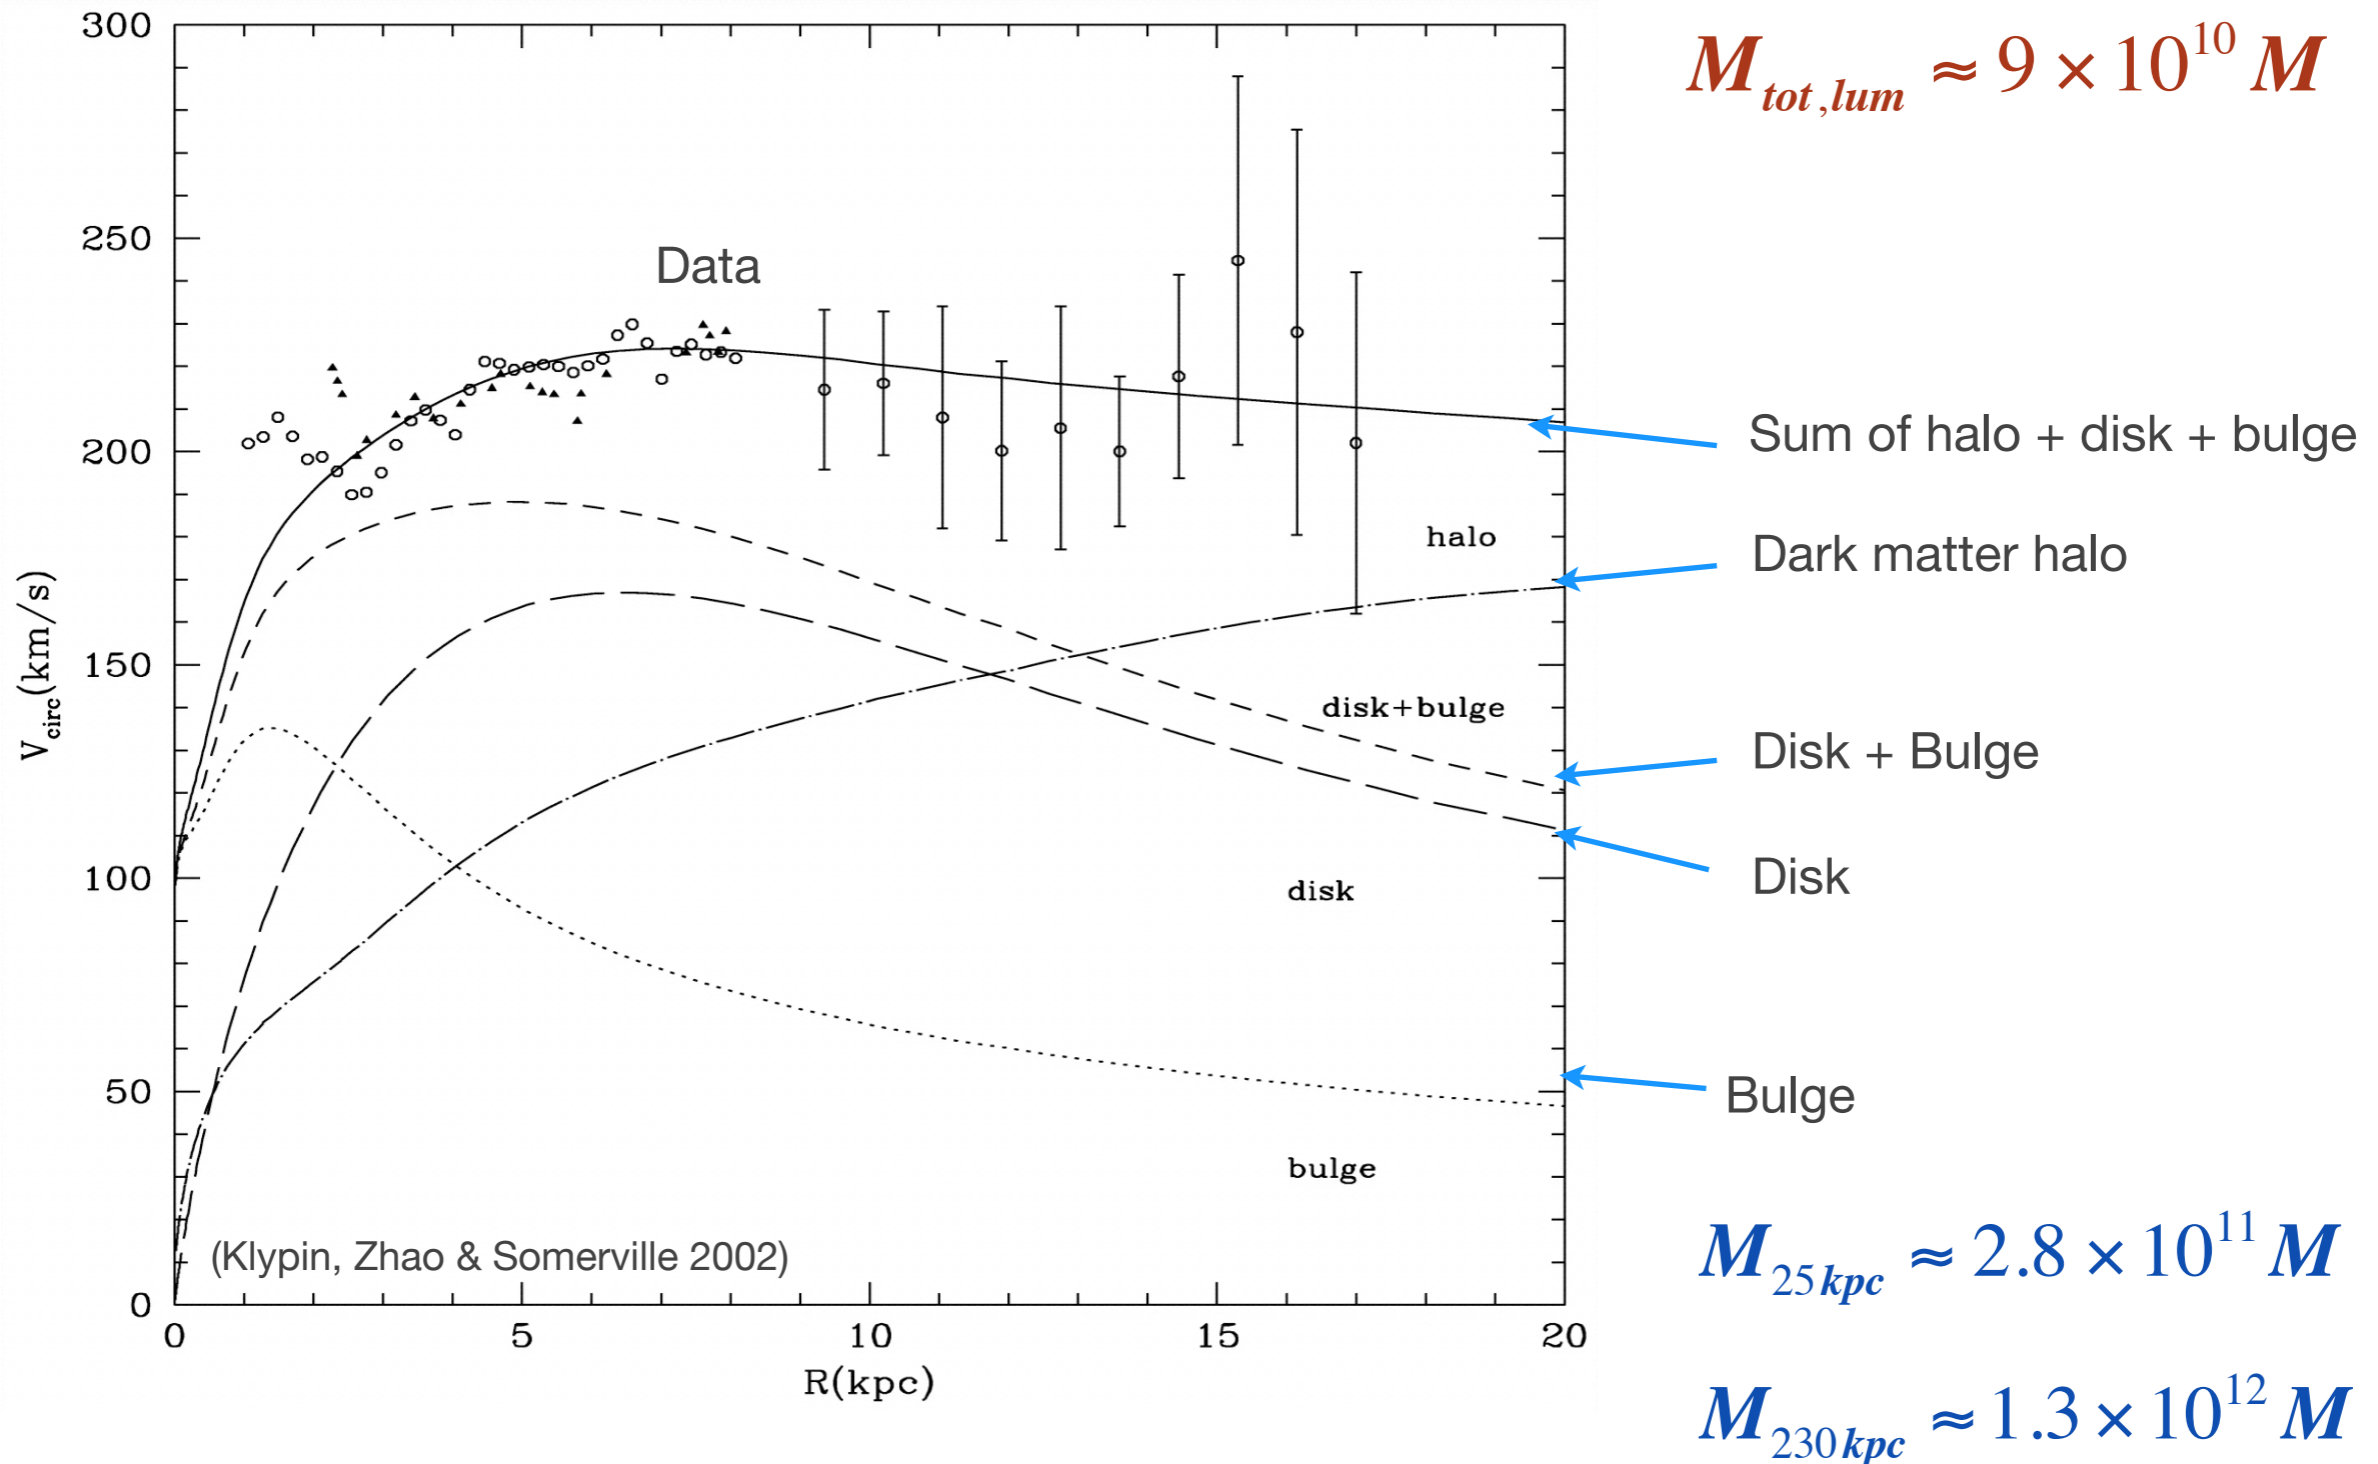 300
250
200
150
100
50
0
V_circ(km/s)
0 5 10 15 20
R(kpc)
Data
halo
disk+bulge
disk
bulge
(Klypin, Zhao & Somerville 2002)
M_tot,lum ≈ 9 × 10^10 M
Sum of halo + disk + bulge
Dark matter halo
Disk + Bulge
Disk
Bulge
M_25kpc ≈ 2.8 × 10^11 M
M_230kpc ≈ 1.3 × 10^12 M